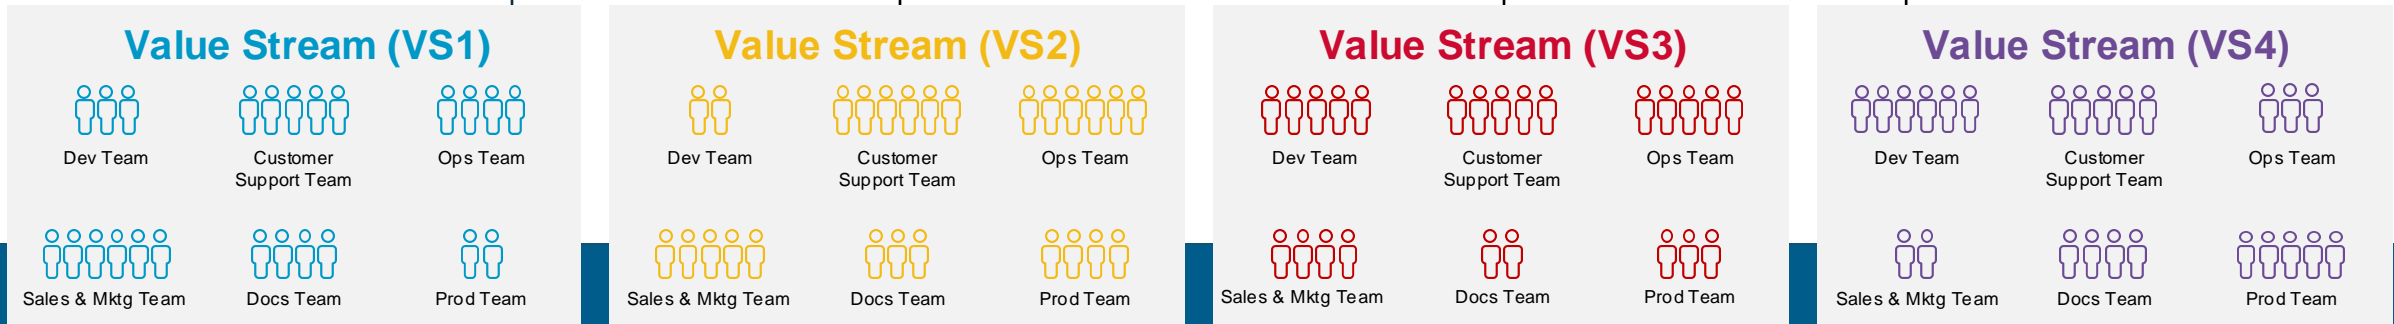 Value Stream (VS1)
Dev Team
Customer
Support Team
Ops Team
Sales & Mktg Team
Docs Team
Prod Team
Value Stream (VS2)
Dev Team
Customer
Support Team
Ops Team
Sales & Mktg Team
Docs Team
Prod Team
Value Stream (VS3)
Dev Team
Customer
Support Team
Ops Team
Sales & Mktg Team
Docs Team
Prod Team
Value Stream (VS4)
Dev Team
Customer
Support Team
Ops Team
Sales & Mktg Team
Docs Team
Prod Team